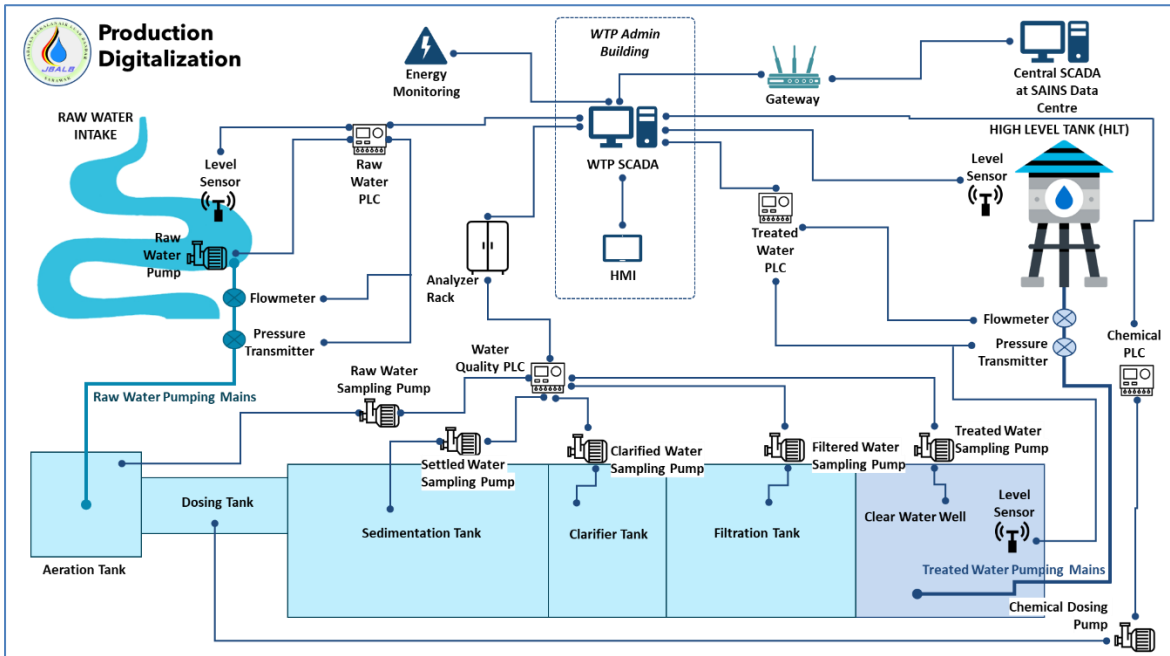 Production
Digitalization
JBALB
WTP Admin
Building
Energy
Monitoring
Gateway
Central SCADA
at SAINS Data
Centre
RAW WATER
INTAKE
Level
Sensor
Raw
Water
PLC
WTP SCADA
HIGH LEVEL TANK (HLT)
Level
Sensor
Raw
Water
Pump
Analyzer
Rack
HMI
Treated
Water
PLC
Flowmeter
Pressure
Transmitter
Flowmeter
Pressure
Transmitter
Chemical
PLC
Water
Quality PLC
Raw Water
Sampling Pump
Raw Water Pumping Mains
Settled Water
Sampling Pump
Clarified Water
Sampling Pump
Filtered Water
Sampling Pump
Treated Water
Sampling Pump
Dosing Tank
Sedimentation Tank
Clarifier Tank
Filtration Tank
Clear Water Well
Level
Sensor
Aeration Tank
Treated Water Pumping Mains
Chemical Dosing
Pump